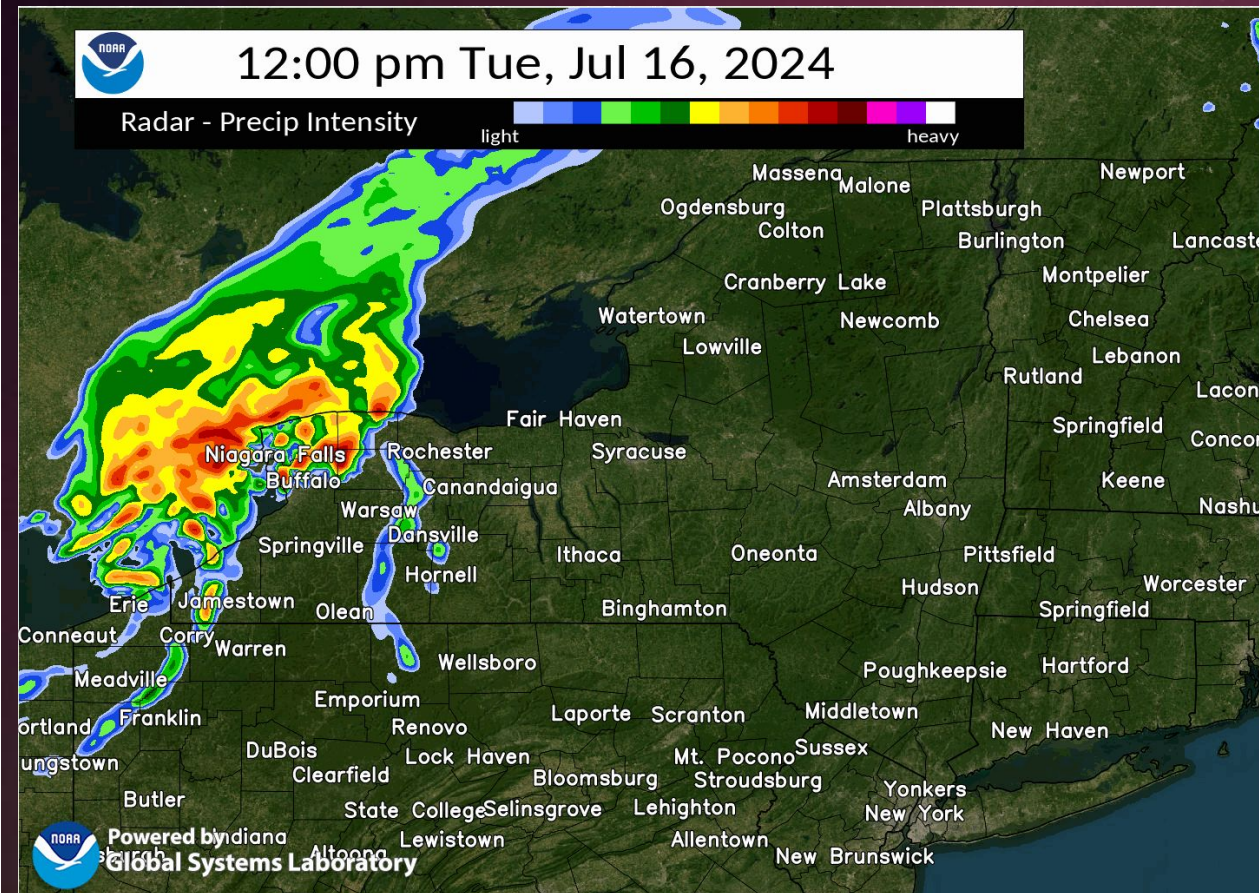 NOAA
12:00 pm Tue, Jul 16, 2024
Radar - Precip Intensity
light
heavy
Massena
Malone
Newport
Ogdensburg
Plattsburgh
Colton
Burlington
Lancaste
Cranberry Lake
Montpelier
Watertown
Newcomb
Chelsea
Lowville
Lebanon
Rutland
Lacon
Fair Haven
Springfield
Niagara Falls
Rochester
Syracuse
Conco
Buffalo
Canandaigua
Amsterdam
Keene
Warsaw
Albany
Nashu
Springville
Dansville
Ithaca
Oneonta
Pittsfield
Hornell
Hudson
Worcester
Erie
Jamestown
Olean
Binghamton
Springfield
Conneaut
Corry
Warren
Wellsboro
Poughkeepsie
Hartford
Meadville
Emporium
Laporte
Scranton
Middletown
ortland
Franklin
Renovo
New Haven
ungstown
DuBois
Lock Haven
Mt. Pocono
Sussex
Clearfield
Bloomsburg
Stroudsburg
Yonkers
Butler
State College
Selinsgrove
Lehighton
New York
NOAA
Powered by
Indiana
Lewistown
Allentown
Global Systems Laboratory
Altoona
New Brunswick